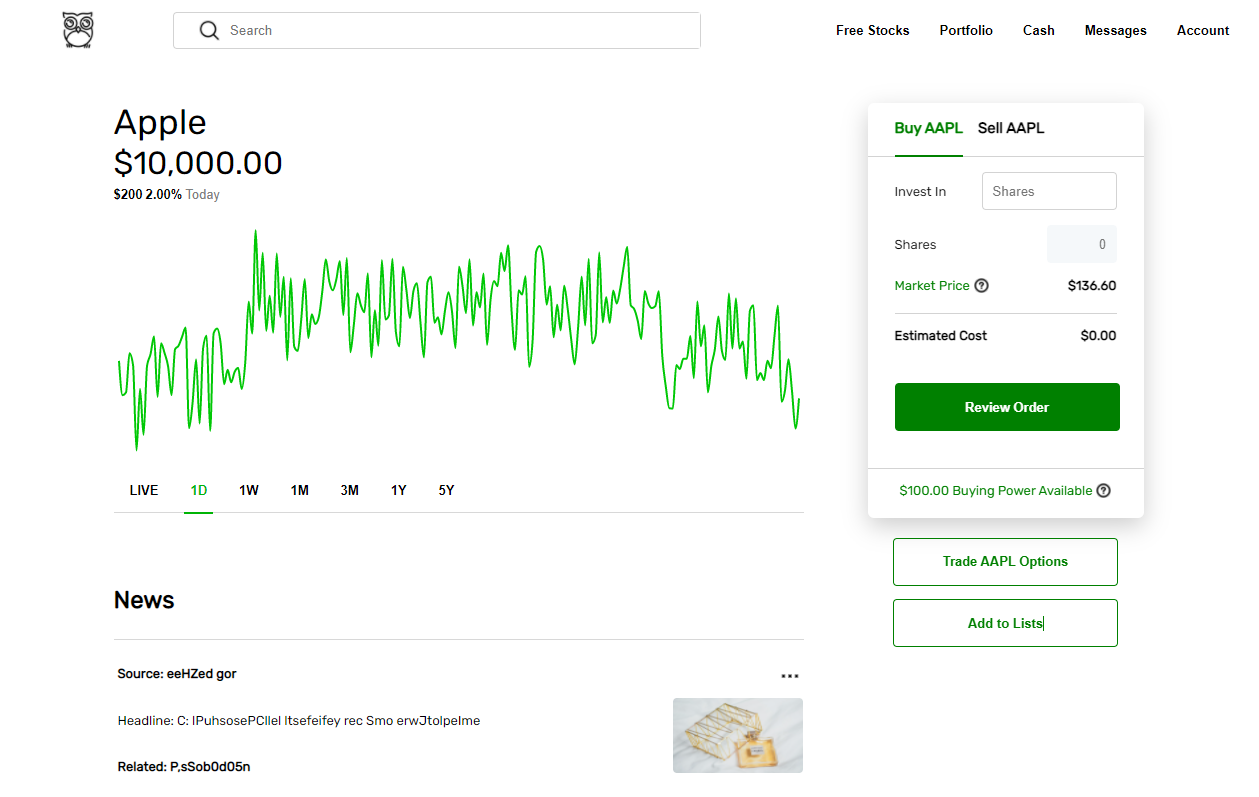 Search
Free Stocks Portfolio Cash Messages Account
Apple
$10,000.00
$200 2.00% Today
LIVE 1D 1W 1M 3M 1Y 5Y
News
Source: eeHZed gor
Headline: C: lPuhsosePCllel ltsefeifey rec Smo erwJtolpelme
Related: P,sSob0d05n
Buy AAPL Sell AAPL
Invest In Shares
Shares 0
Market Price ? $136.60
Estimated Cost $0.00
Review Order
$100.00 Buying Power Available ?
Trade AAPL Options
Add to Lists